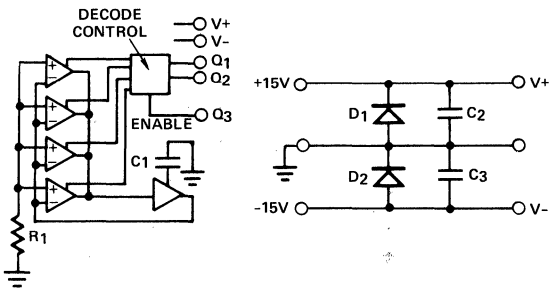 DECODE
CONTROL
V+
V-
Q1
Q2
Q3
ENABLE
C1
R1
+
-
+
-
+
-
+
-
+15V
V+
D1
C2
D2
C3
-15V
V-